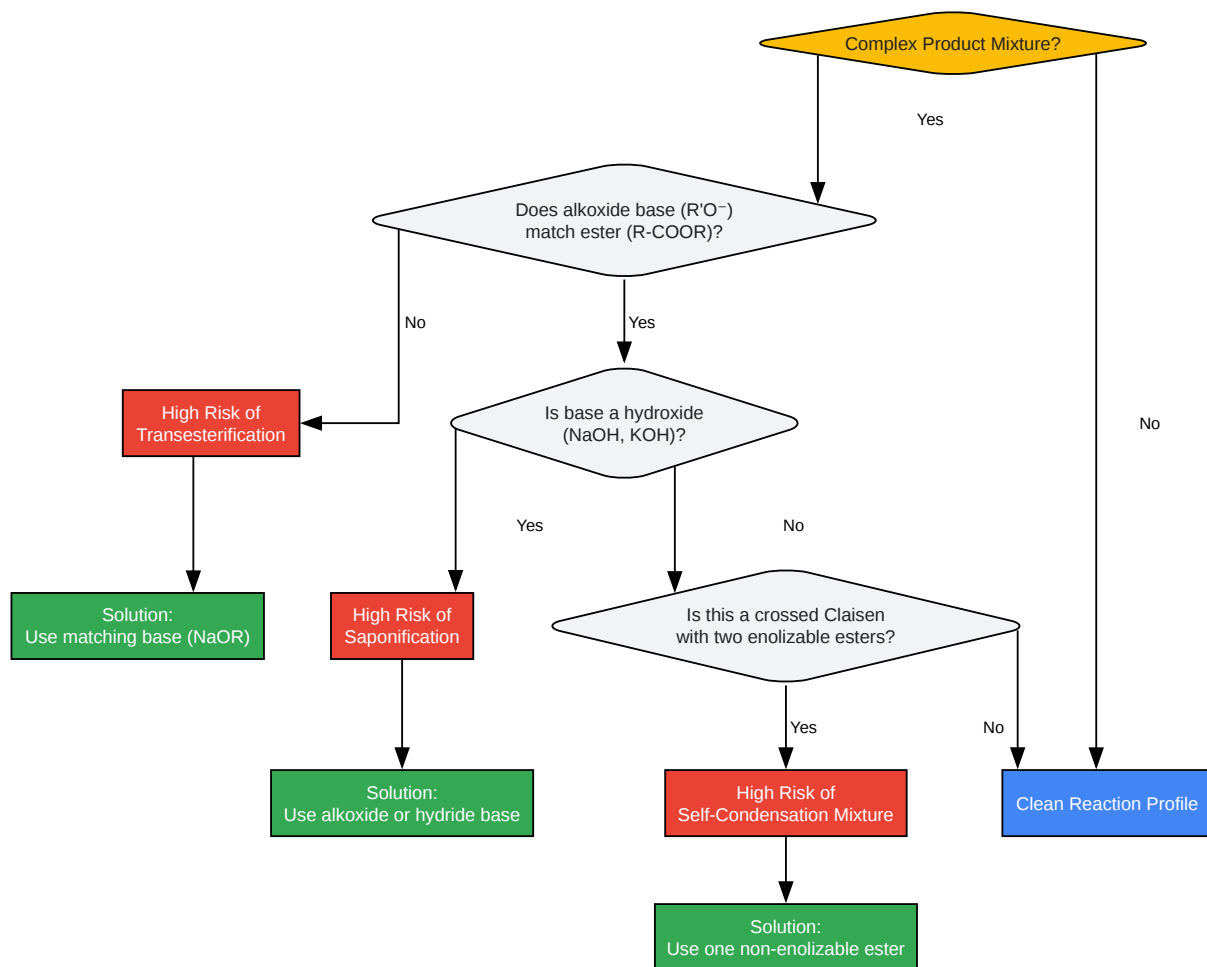 Complex Product Mixture?
Yes
Does alkoxide base (R'O⁻)
match ester (R-COOR)?
No
Yes
High Risk of
Transesterification
Is base a hydroxide
(NaOH, KOH)?
No
Yes
No
Solution:
Use matching base (NaOR)
High Risk of
Saponification
Is this a crossed Claisen
with two enolizable esters?
Yes
No
Solution:
Use alkoxide or hydride base
High Risk of
Self-Condensation Mixture
Clean Reaction Profile
Solution:
Use one non-enolizable ester